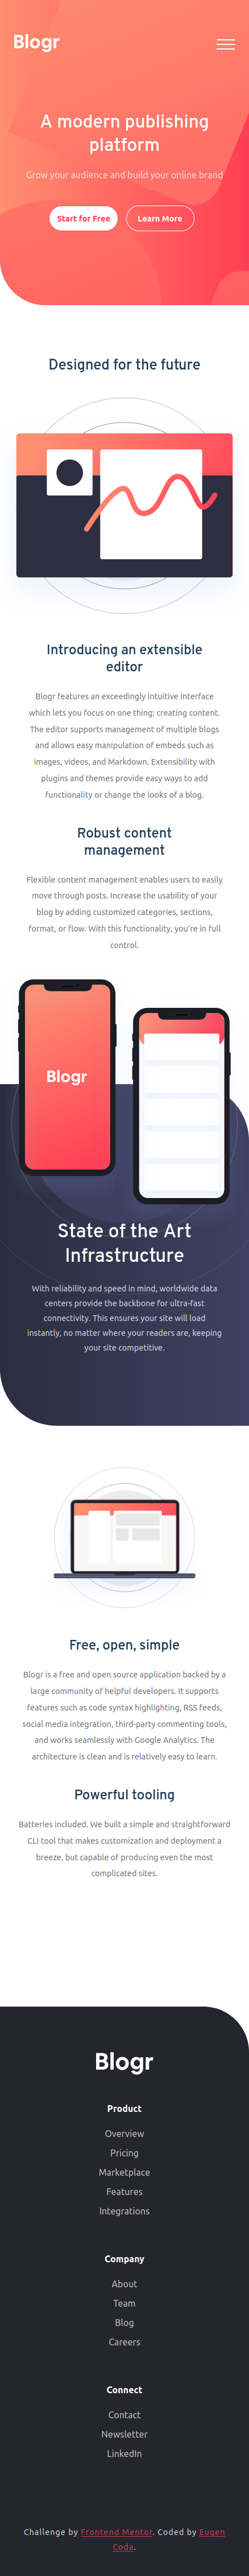 Blogr
A modern publishing
platform
Grow your audience and build your online brand
Start for Free
Learn More
Designed for the future
Introducing an extensible
editor
Blogr features an exceedingly intuitive interface
which lets you focus on one thing: creating content.
The editor supports management of multiple blogs
and allows easy manipulation of embeds such as
images, videos, and Markdown. Extensibility with
plugins and themes provide easy ways to add
functionality or change the looks of a blog.
Robust content
management
Flexible content management enables users to easily
move through posts. Increase the usability of your
blog by adding customized categories, sections,
format, or flow. With this functionality, you're in full
control.
Blogr
State of the Art
Infrastructure
With reliability and speed in mind, worldwide data
centers provide the backbone for ultra-fast
connectivity. This ensures your site will load
instantly, no matter where your readers are, keeping
your site competitive.
Free, open, simple
Blogr is a free and open source application backed by a
large community of helpful developers. It supports
features such as code syntax highlighting, RSS feeds,
social media integration, third-party commenting tools,
and works seamlessly with Google Analytics. The
architecture is clean and is relatively easy to learn.
Powerful tooling
Batteries included. We built a simple and straightforward
CLI tool that makes customization and deployment a
breeze, but capable of producing even the most
complicated sites.
Blogr
Product
Overview
Pricing
Marketplace
Features
Integrations
Company
About
Team
Blog
Careers
Connect
Contact
Newsletter
LinkedIn
Challenge by Frontend Mentor. Coded by Eugen
Coda.